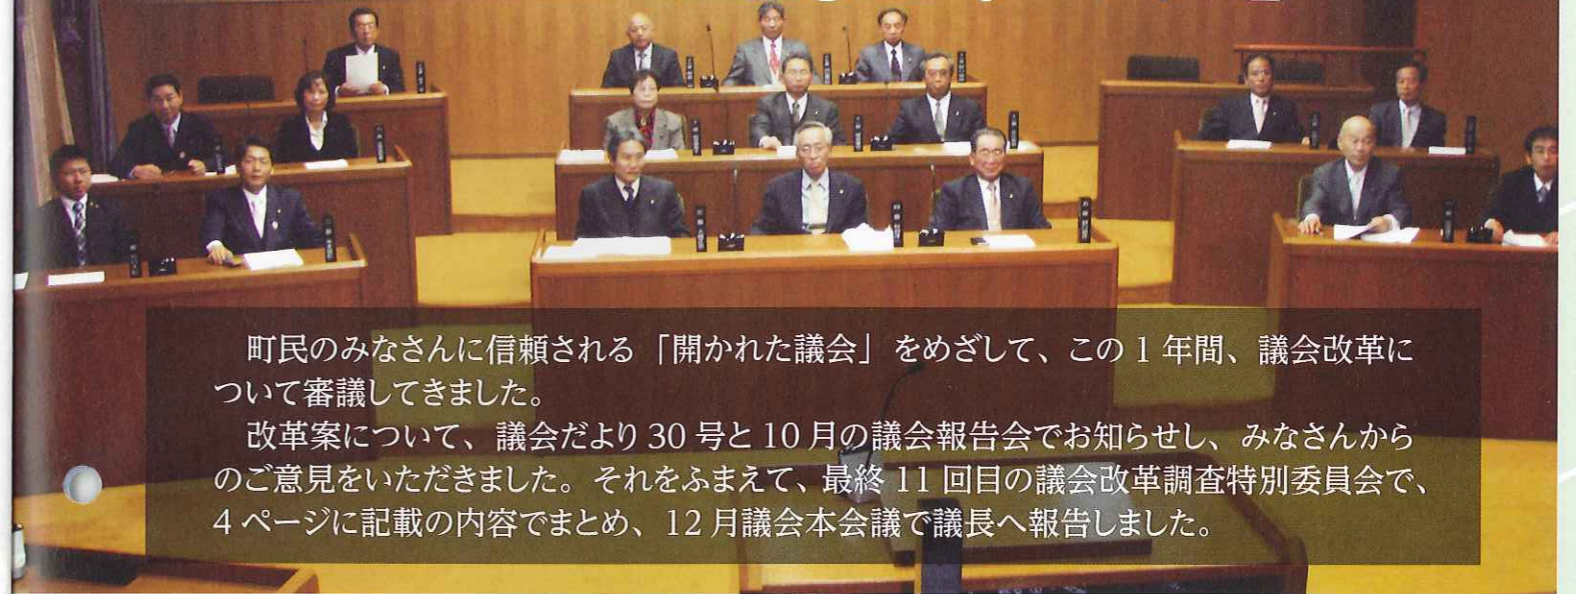 町民のみなさんに信頼される「開かれた議会」をめざして、この1年間、議会改革に
ついて審議してきました。
改革案について、議会だより30号と10月の議会報告会でお知らせし、みなさんから
のご意見をいただきました。それをふまえて、最終11回目の議会改革調査特別委員会で、
4ページに記載の内容でまとめ、12月議会本会議で議長へ報告しました。